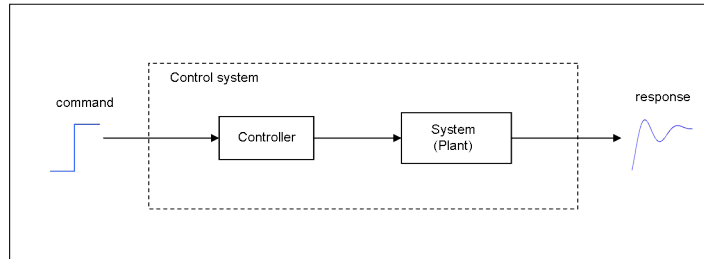 Control system
command
Controller
System
(Plant)
response